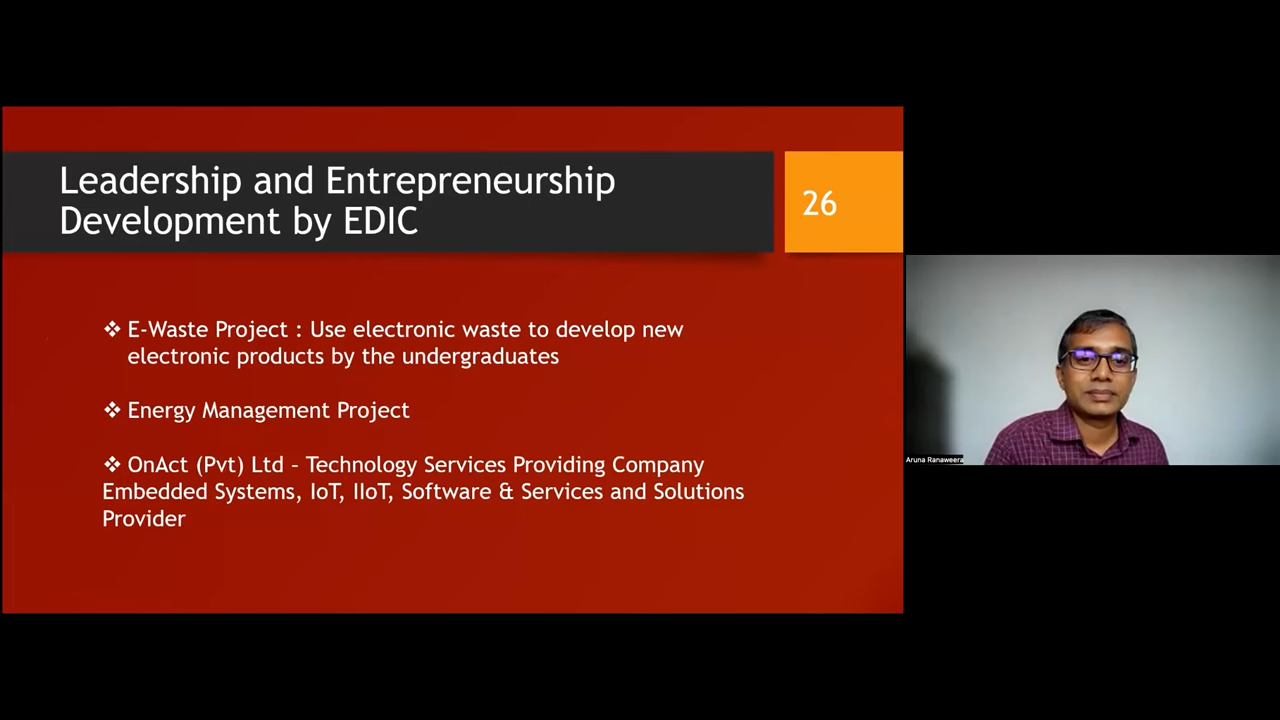 Leadership and Entrepreneurship
Development by EDIC
26
❖ E-Waste Project : Use electronic waste to develop new
electronic products by the undergraduates
❖ Energy Management Project
❖ OnAct (Pvt) Ltd – Technology Services Providing Company
Embedded Systems, IoT, IIoT, Software & Services and Solutions
Provider
Aruna Ranaweera